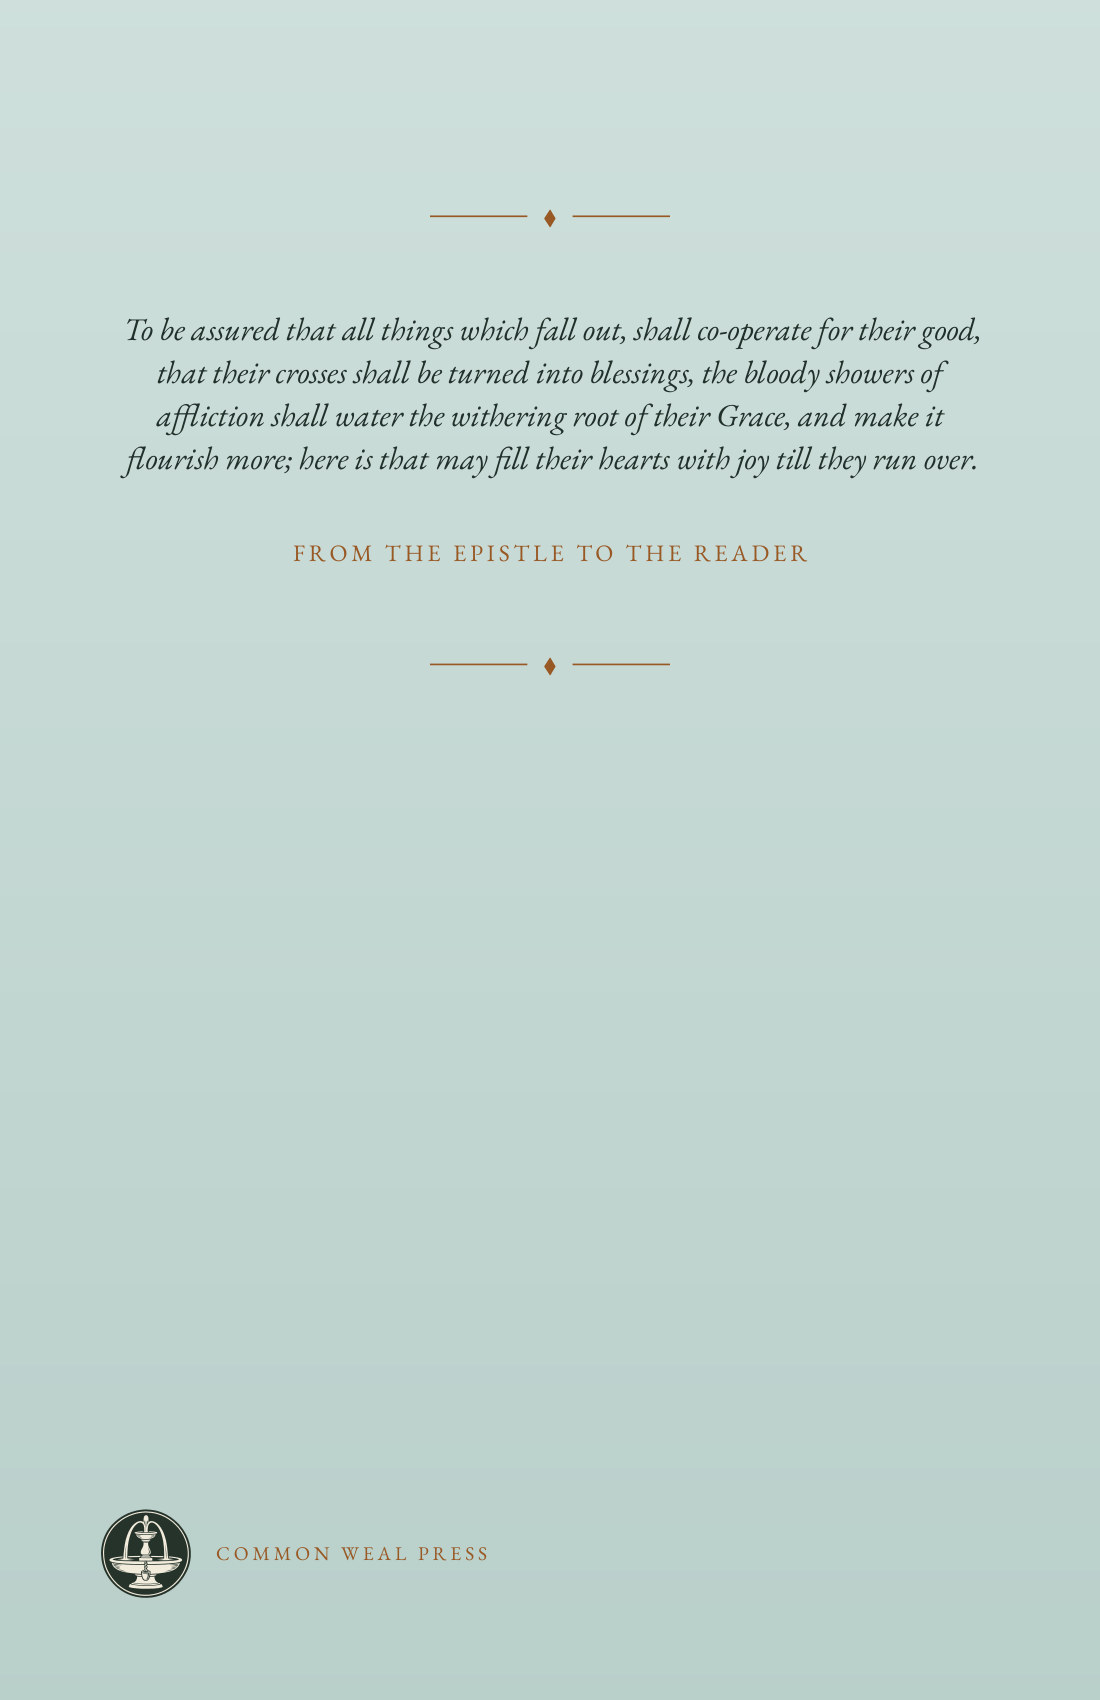 To be assured that all things which fall out, shall co-operate for their good,
that their crosses shall be turned into blessings, the bloody showers of
affliction shall water the withering root of their Grace, and make it
flourish more; here is that may fill their hearts with joy till they run over.
FROM THE EPISTLE TO THE READER
COMMON WEAL PRESS